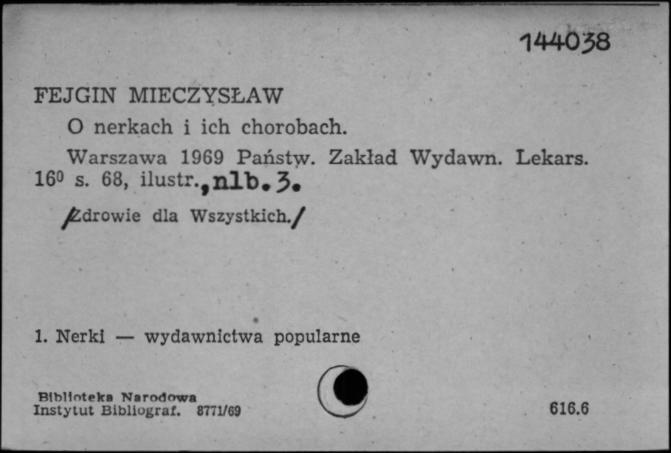 144038
FEJGIN MIECZYSŁAW
O nerkach i ich chorobach.
Warszawa 1969 Państw. Zakład Wydawn. Lekars.
16⁰ s. 68, ilustr., nlb. 3.
/Zdrowie dla Wszystkich./
1. Nerki — wydawnictwa popularne
Biblioteka Narodowa
Instytut Bibliograf. 8771/69
616.6